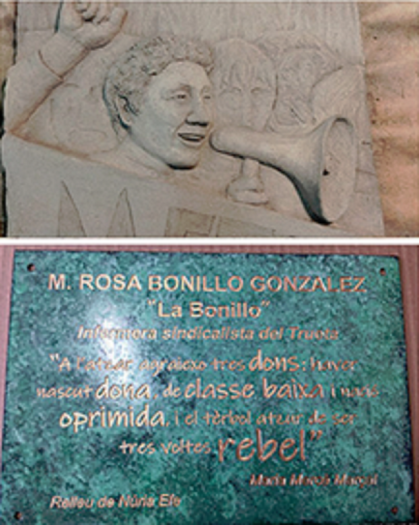 M. ROSA BONILLO GONZALEZ
"La Bonillo"
Infermera sindicalista del Trueta
"A l'atzar agraeixo tres dons: haver
nascut dona, de classe baixa i nació
oprimida, i el tèrbol atzur de ser
tres voltes rebel"
Maria Mercè Marçal
Relleu de Núria Efe